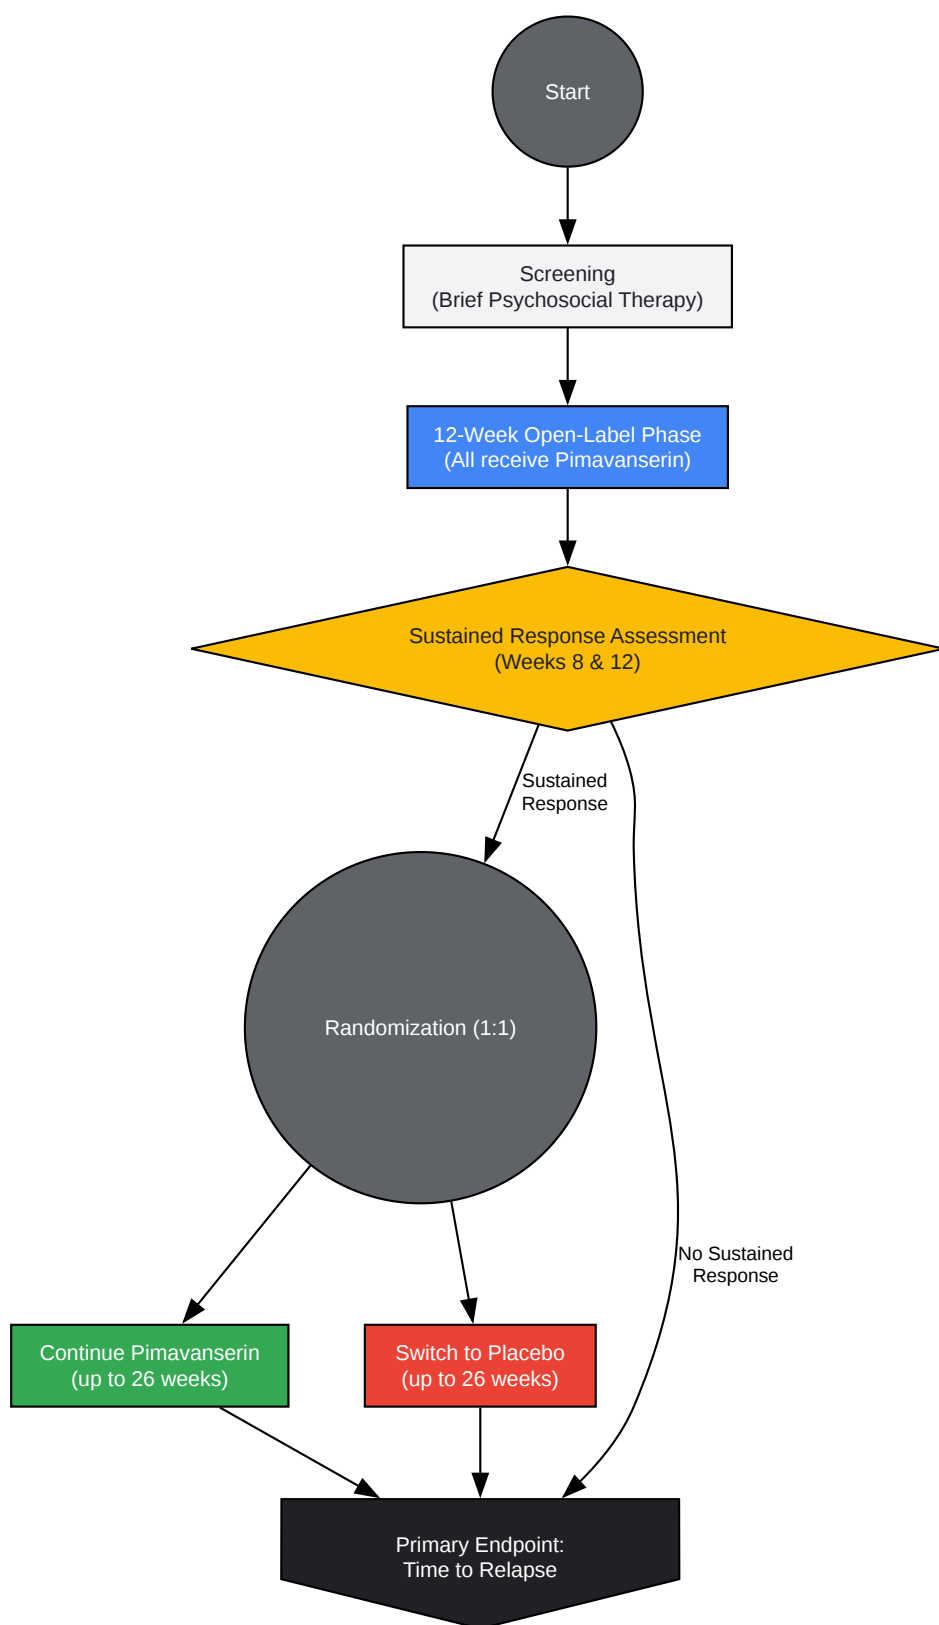 Start
Screening
(Brief Psychosocial Therapy)
12-Week Open-Label Phase
(All receive Pimavanserin)
Sustained Response Assessment
(Weeks 8 & 12)
Sustained
Response
Randomization (1:1)
No Sustained
Response
Continue Pimavanserin
(up to 26 weeks)
Switch to Placebo
(up to 26 weeks)
Primary Endpoint:
Time to Relapse